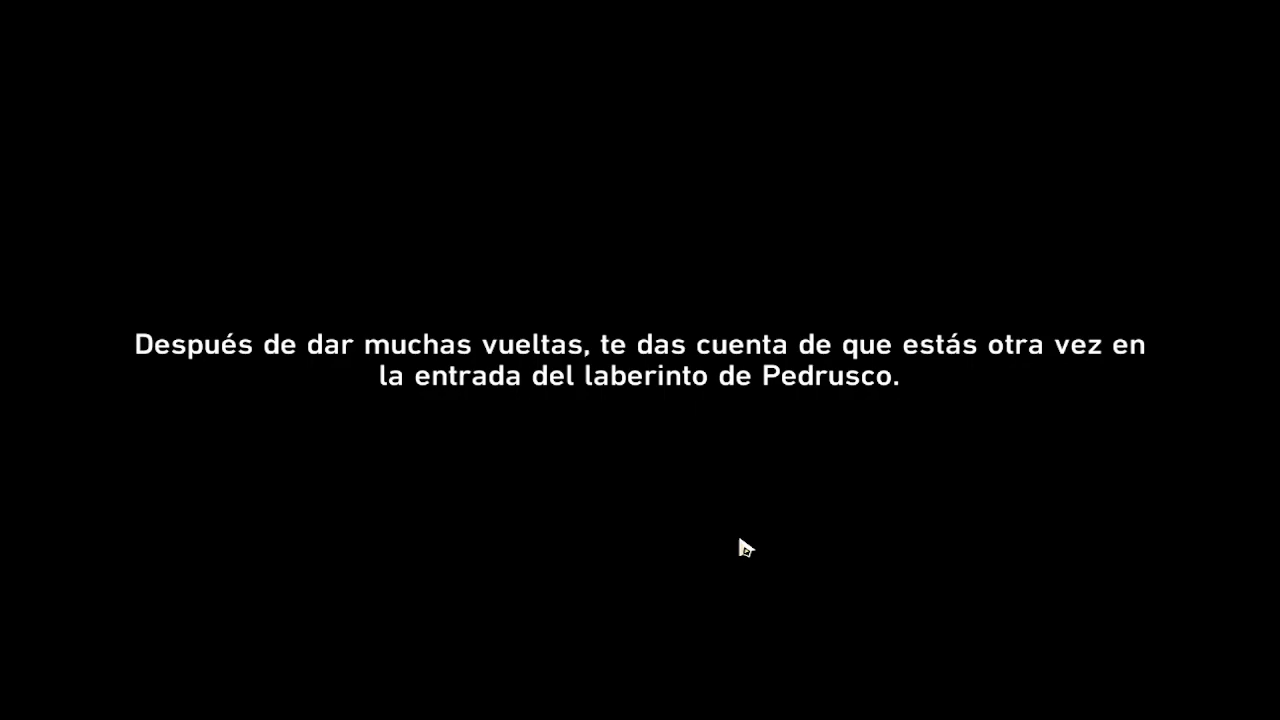 Después de dar muchas vueltas, te das cuenta de que estás otra vez en
la entrada del laberinto de Pedrusco.